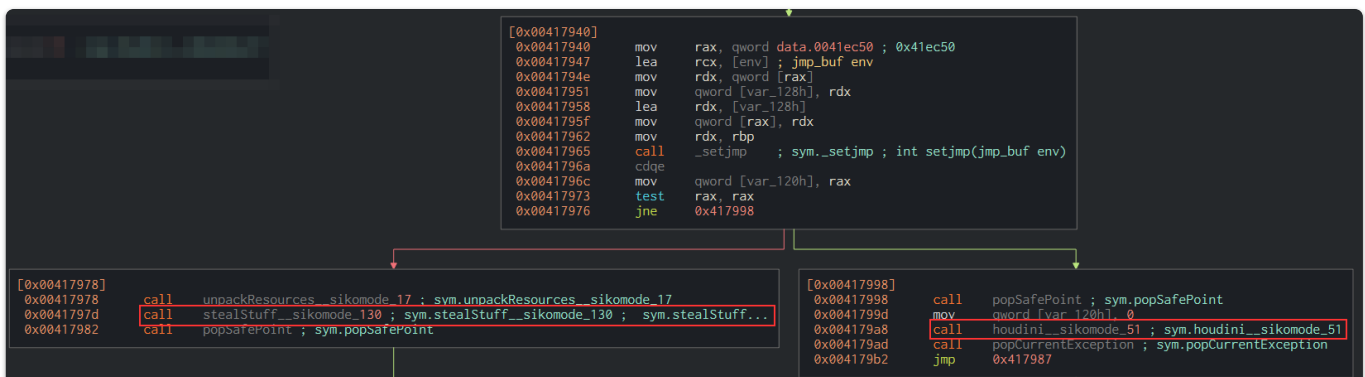 [0x00417940]
0x00417940 mov rax, qword data.0041ec50 ; 0x41ec50
0x00417947 lea rcx, [env] ; jmp_buf env
0x0041794e mov rdx, qword [rax]
0x00417951 mov qword [var_128h], rdx
0x00417958 lea rdx, [var_128h]
0x0041795f mov qword [rax], rdx
0x00417962 mov rdx, rbp
0x00417965 call _setjmp ; sym._setjmp ; int setjmp(jmp_buf env)
0x0041796a cdqe
0x0041796c mov qword [var_120h], rax
0x00417973 test rax, rax
0x00417976 jne 0x417998
[0x00417978]
0x00417978 call unpackResources__sikomode_17 ; sym.unpackResources__sikomode_17
0x0041797d call stealStuff__sikomode_130 ; sym.stealStuff__sikomode_130 ; sym.stealStuff...
0x00417982 call popSafePoint ; sym.popSafePoint
[0x00417998]
0x00417998 call popSafePoint ; sym.popSafePoint
0x0041799d mov qword [var_120h], 0
0x004179a8 call houdini__sikomode_51 ; sym.houdini__sikomode_51
0x004179ad call popCurrentException ; sym.popCurrentException
0x004179b2 jmp 0x417987